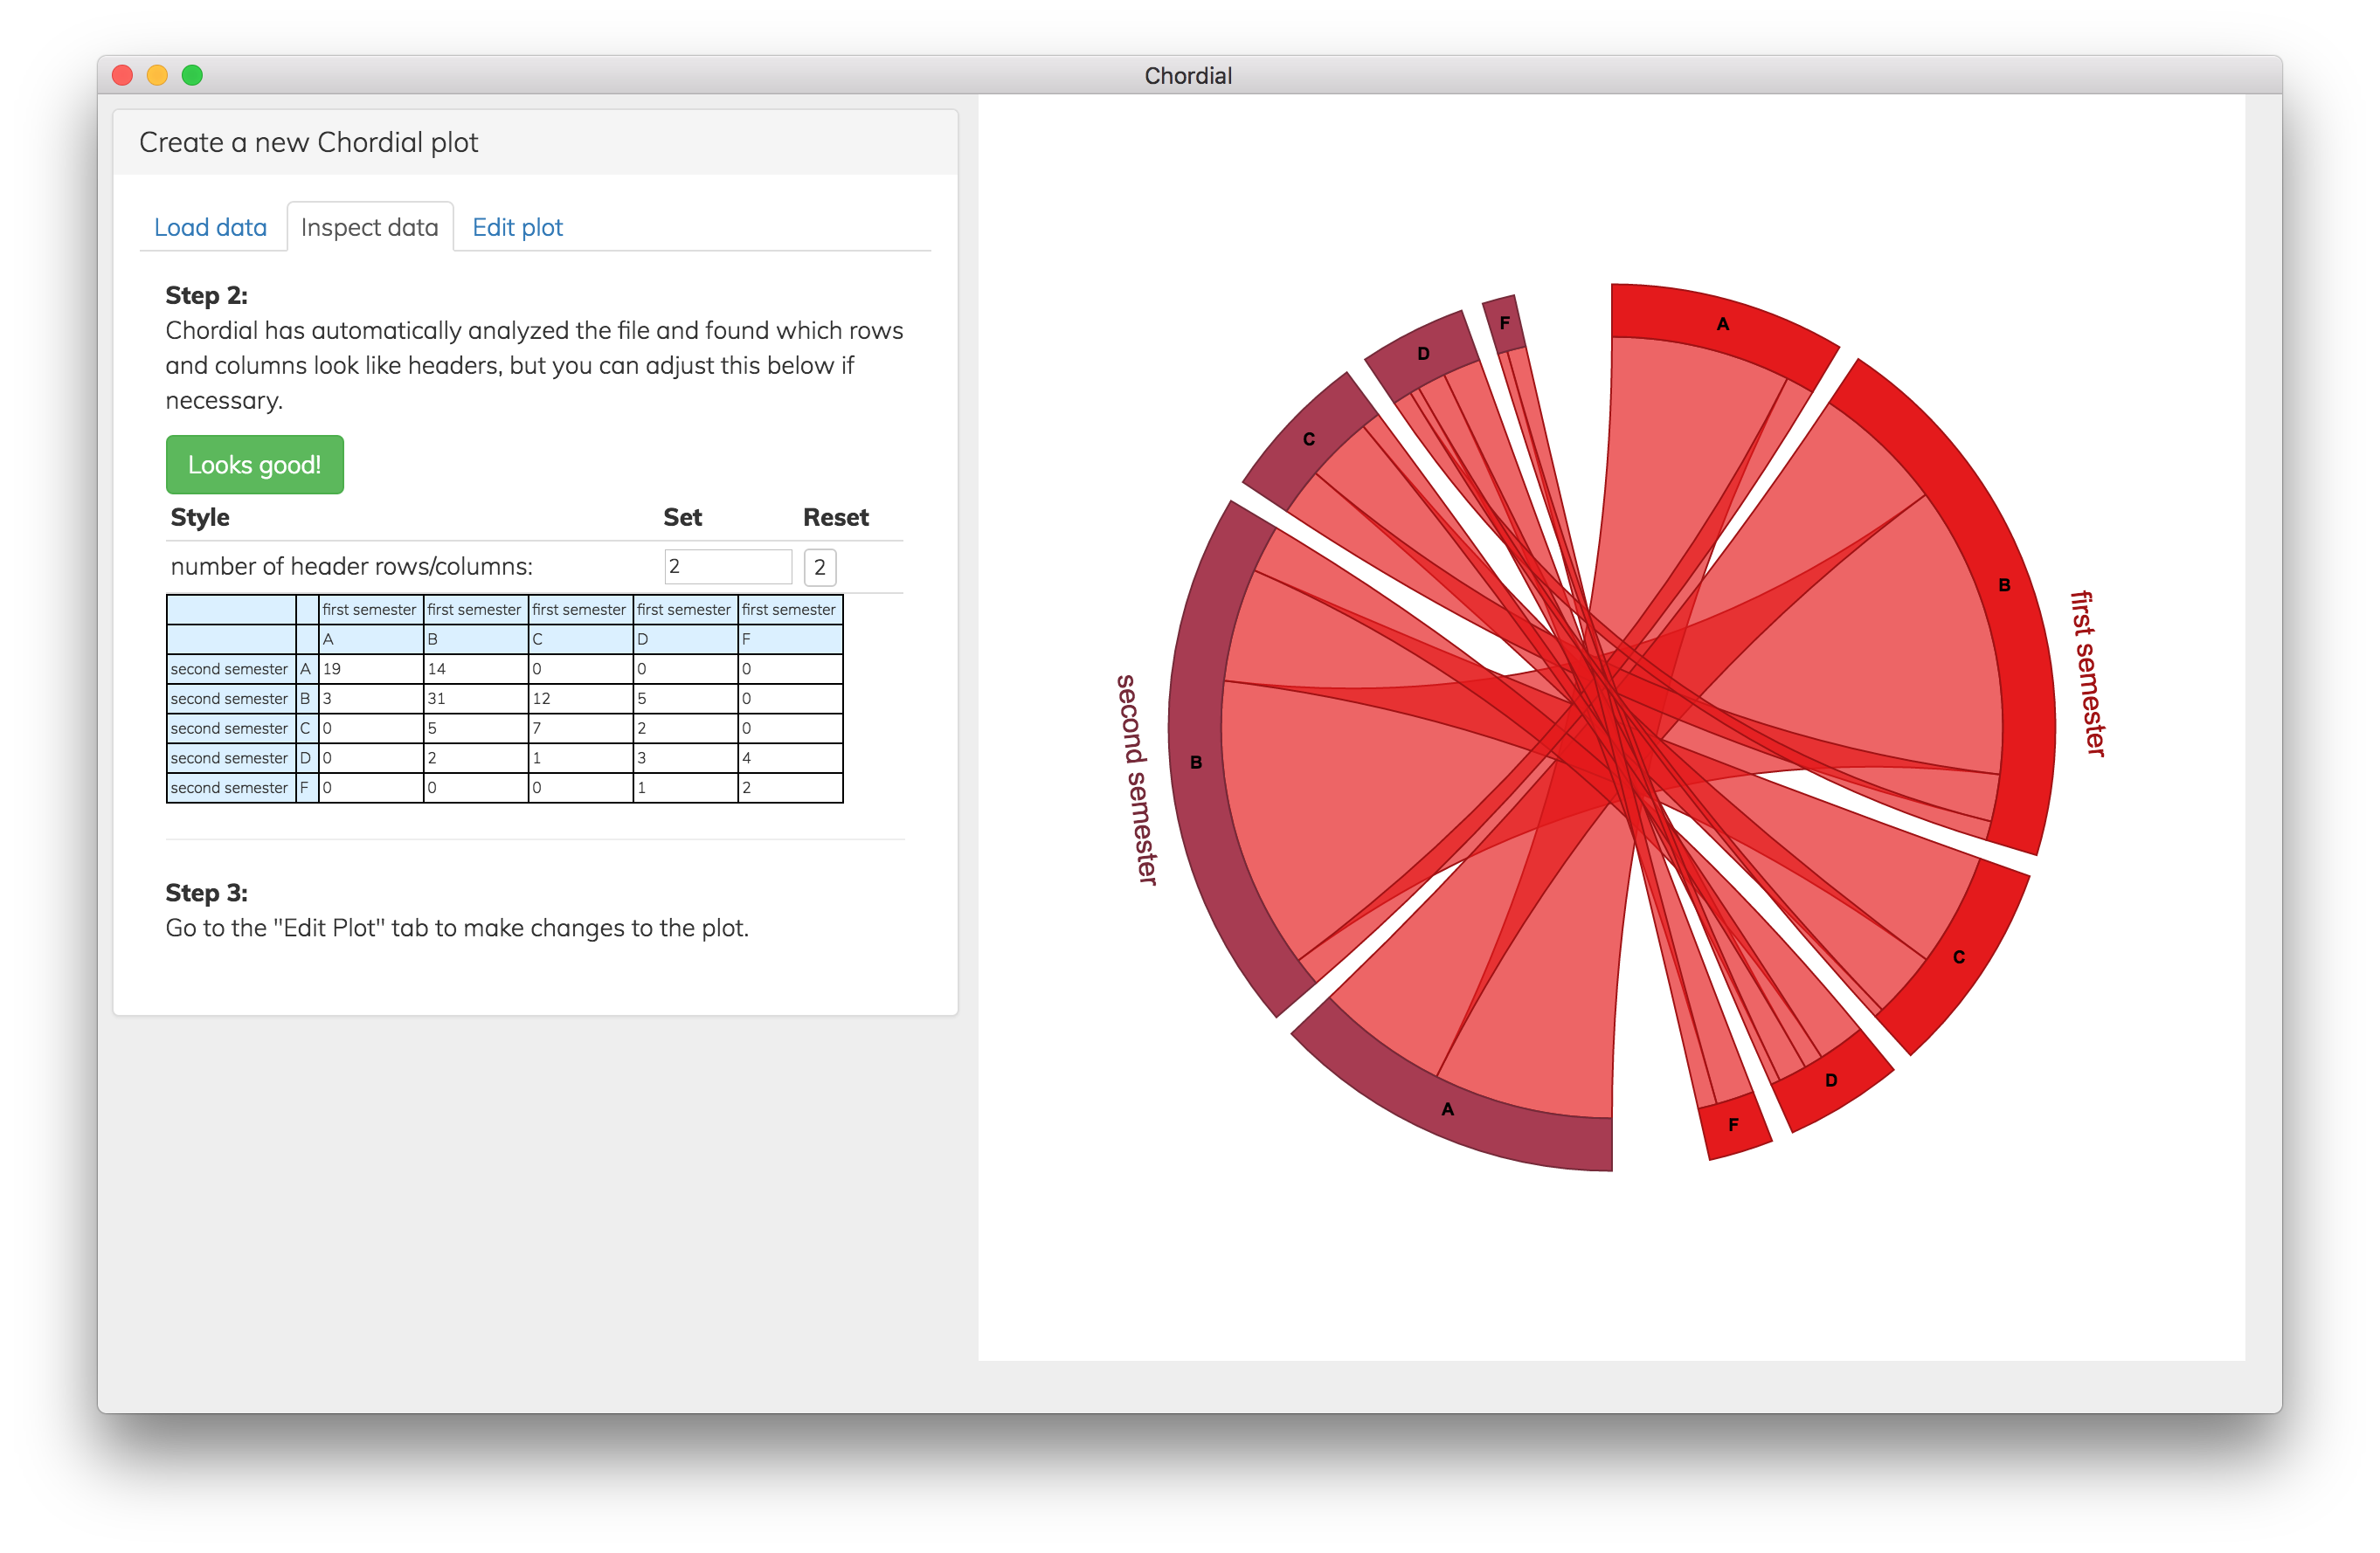 Chordial
Create a new Chordial plot
Load data Inspect data Edit plot
Step 2:
Chordial has automatically analyzed the file and found which rows
and columns look like headers, but you can adjust this below if
necessary.
Looks good!
Style Set Reset
number of header rows/columns: 2 2
first semester first semester first semester first semester first semester
A B C D F
second semester A 19 14 0 0 0
second semester B 3 31 12 5 0
second semester C 0 5 7 2 0
second semester D 0 2 1 3 4
second semester F 0 0 0 1 2
Step 3:
Go to the "Edit Plot" tab to make changes to the plot.
A
B
C
D
F
first semester
A
B
C
D
F
second semester